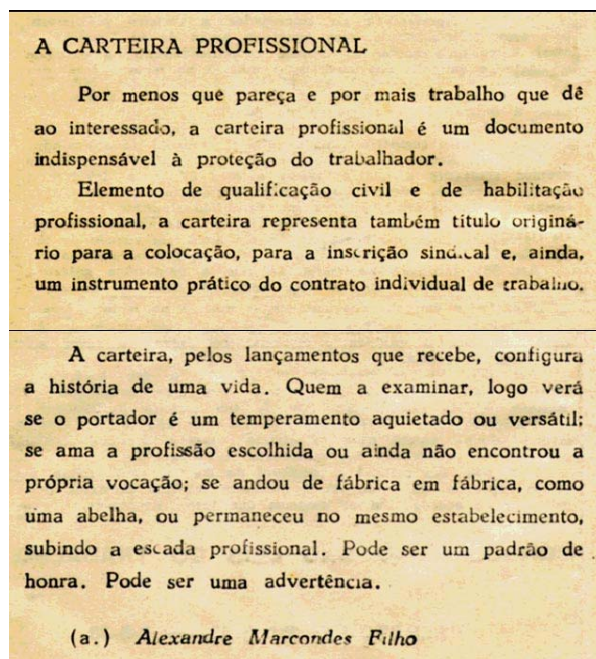 A CARTEIRA PROFISSIONAL
Por menos que pareça e por mais trabalho que dê
ao interessado, a carteira profissional é um documento
indispensável à proteção do trabalhador.
Elemento de qualificação civil e de habilitação
profissional, a carteira representa também título originá-
rio para a colocação, para a inscrição sindical e, ainda,
um instrumento prático do contrato individual de trabalho.
A carteira, pelos lançamentos que recebe, configura
a história de uma vida. Quem a examinar, logo verá
se o portador é um temperamento aquietado ou versátil;
se ama a profissão escolhida ou ainda não encontrou a
própria vocação; se andou de fábrica em fábrica, como
uma abelha, ou permaneceu no mesmo estabelecimento,
subindo a escada profissional. Pode ser um padrão de
honra. Pode ser uma advertência.
(a.) Alexandre Marcondes Filho